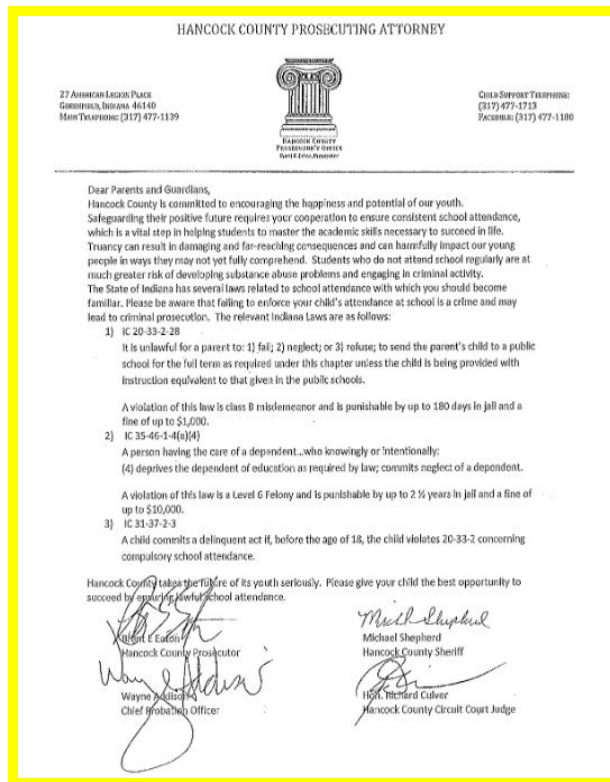 HANCOCK COUNTY PROSECUTING ATTORNEY
27 AMERICAN LEGION PLACE
GREENFIELD, INDIANA 46140
MAIN TELEPHONE: (317) 477-1139
CHILD SUPPORT TELEPHONE:
(317) 477-1713
FACSIMILE: (317) 477-1180
HANCOCK COUNTY
PROSECUTOR'S OFFICE
Brent E. Eaton, Prosecutor
Dear Parents and Guardians,
Hancock County is committed to encouraging the happiness and potential of our youth.
Safeguarding their positive future requires your cooperation to ensure consistent school attendance,
which is a vital step in helping students to master the academic skills necessary to succeed in life.
Truancy can result in damaging and far-reaching consequences and can harmfully impact our young
people in ways they may not yet fully comprehend. Students who do not attend school regularly are at
much greater risk of developing substance abuse problems and engaging in criminal activity.
The State of Indiana has several laws related to school attendance with which you should become
familiar. Please be aware that failing to enforce your child's attendance at school is a crime and may
lead to criminal prosecution. The relevant Indiana Laws are as follows:
1) IC 20-33-2-28
It is unlawful for a parent to: 1) fail; 2) neglect; or 3) refuse; to send the parent's child to a public
school for the full term as required under this chapter unless the child is being provided with
instruction equivalent to that given in the public schools.
A violation of this law is class B misdemeanor and is punishable by up to 180 days in jail and a
fine of up to $1,000.
2) IC 35-46-1-4(a)(4)
A person having the care of a dependent...who knowingly or intentionally:
(4) deprives the dependent of education as required by law; commits neglect of a dependent.
A violation of this law is a Level 6 Felony and is punishable by up to 2 ½ years in jail and a fine of
up to $10,000.
3) IC 31-37-2-3
A child commits a delinquent act if, before the age of 18, the child violates 20-33-2 concerning
compulsory school attendance.
Hancock County takes the future of its youth seriously. Please give your child the best opportunity to
succeed by ensuring lawful school attendance.
Brent E Eaton
Hancock County Prosecutor
Michael Shepherd
Michael Shepherd
Hancock County Sheriff
Wayne Addison
Wayne Addison
Chief Probation Officer
Hon. Richard Culver
Hancock County Circuit Court Judge